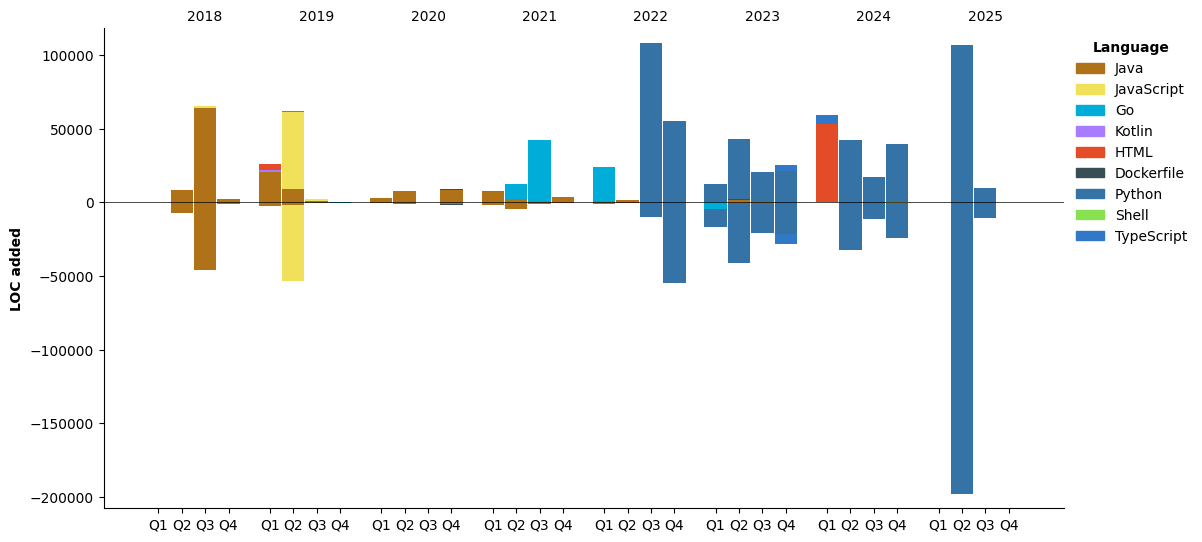 2018 2019 2020 2021 2022 2023 2024 2025
100000
50000
0
−50000
−100000
−150000
−200000
LOC added
Q1 Q2 Q3 Q4 Q1 Q2 Q3 Q4 Q1 Q2 Q3 Q4 Q1 Q2 Q3 Q4 Q1 Q2 Q3 Q4 Q1 Q2 Q3 Q4 Q1 Q2 Q3 Q4 Q1 Q2 Q3 Q4
Language
Java
JavaScript
Go
Kotlin
HTML
Dockerfile
Python
Shell
TypeScript